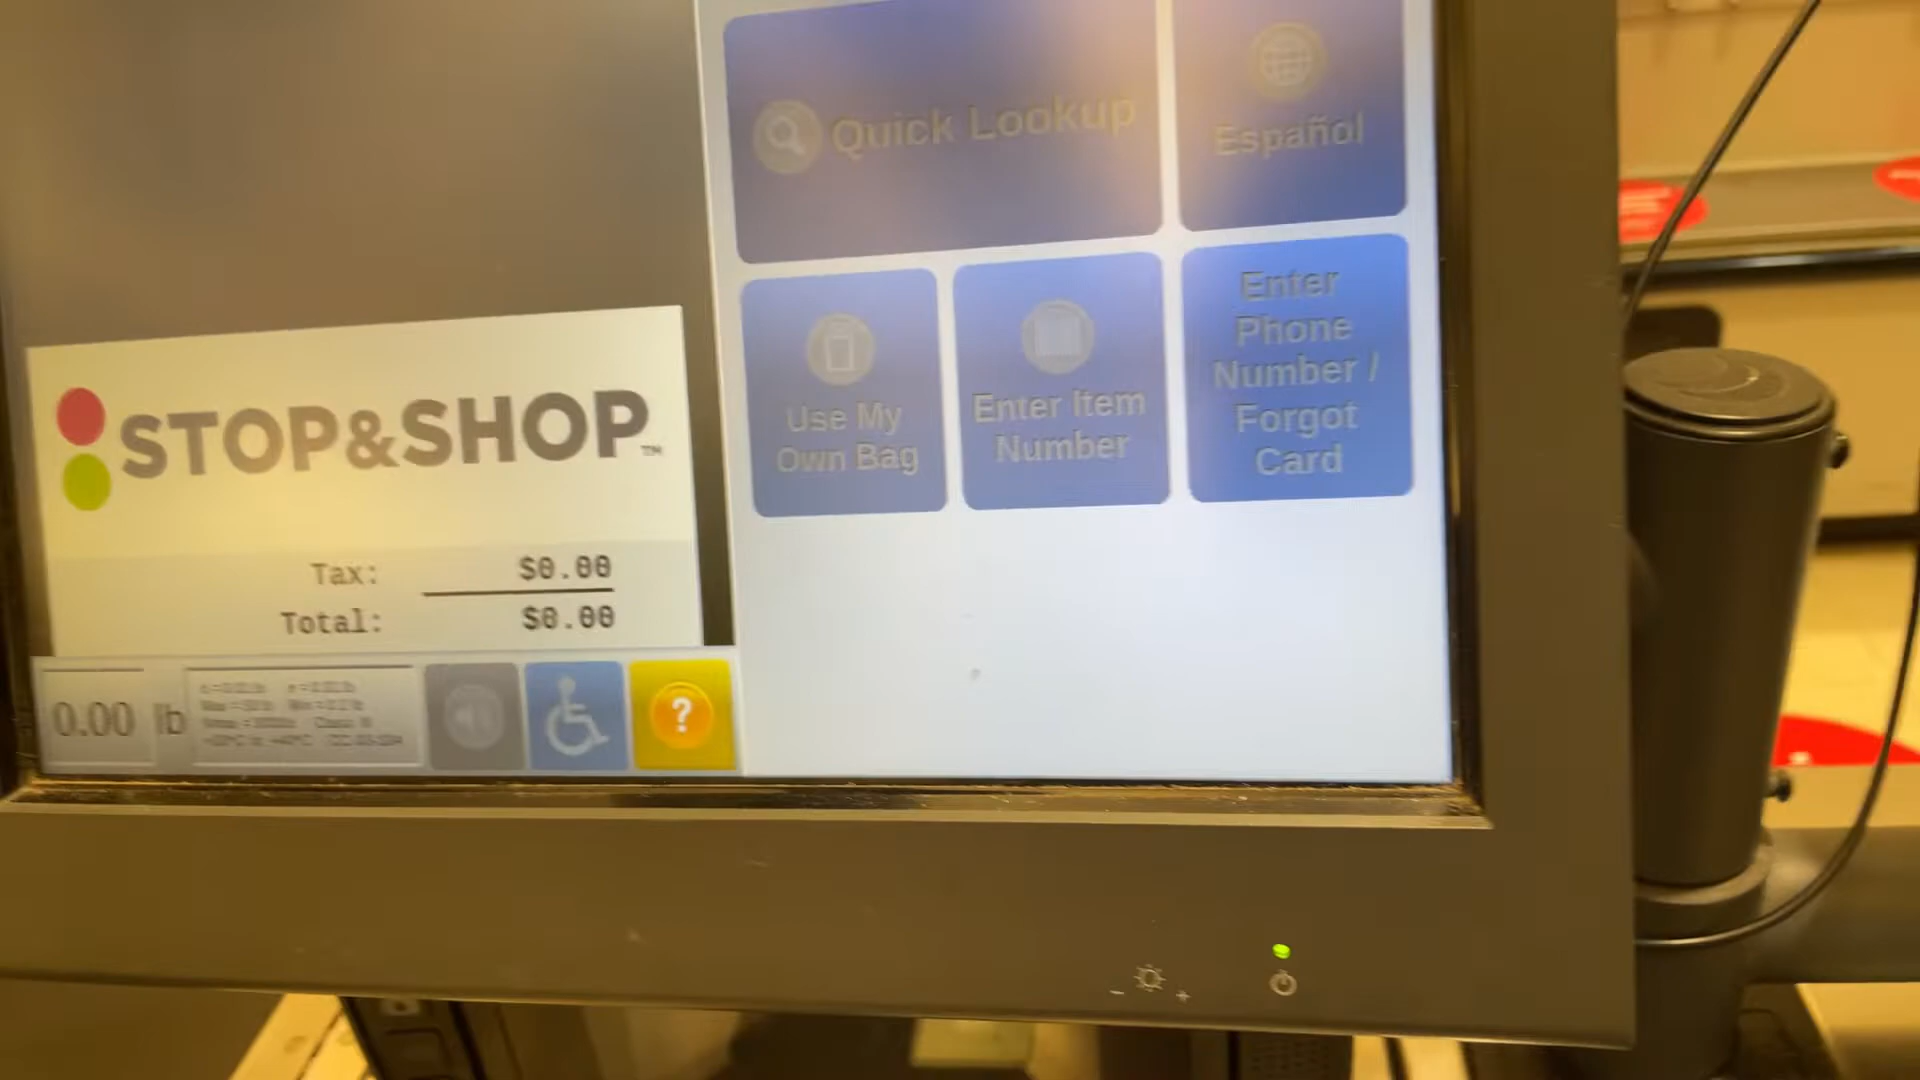 Quick Lookup
Español
Use My
Own Bag
Enter Item
Number
Enter
Phone
Number /
Forgot
Card
STOP&SHOP™
Tax: $0.00
Total: $0.00
0.00 lb
?